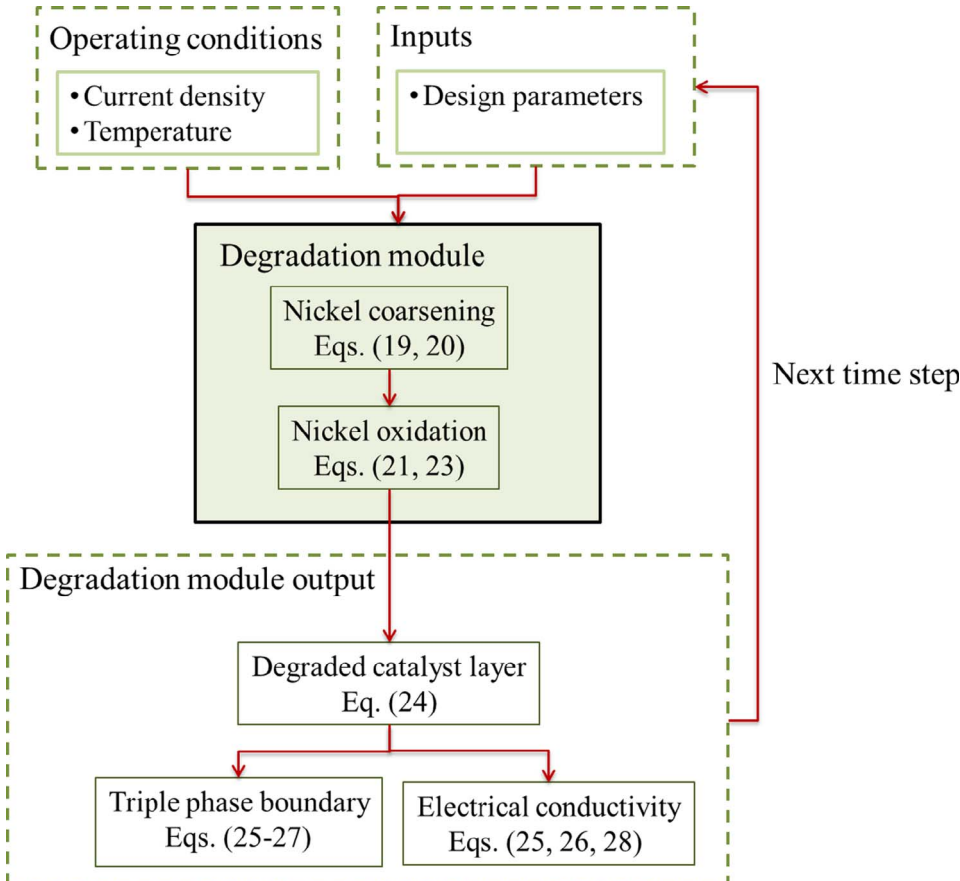 Operating conditions
• Current density
• Temperature
Inputs
• Design parameters
Degradation module
Nickel coarsening
Eqs. (19, 20)
Nickel oxidation
Eqs. (21, 23)
Next time step
Degradation module output
Degraded catalyst layer
Eq. (24)
Triple phase boundary
Eqs. (25-27)
Electrical conductivity
Eqs. (25, 26, 28)